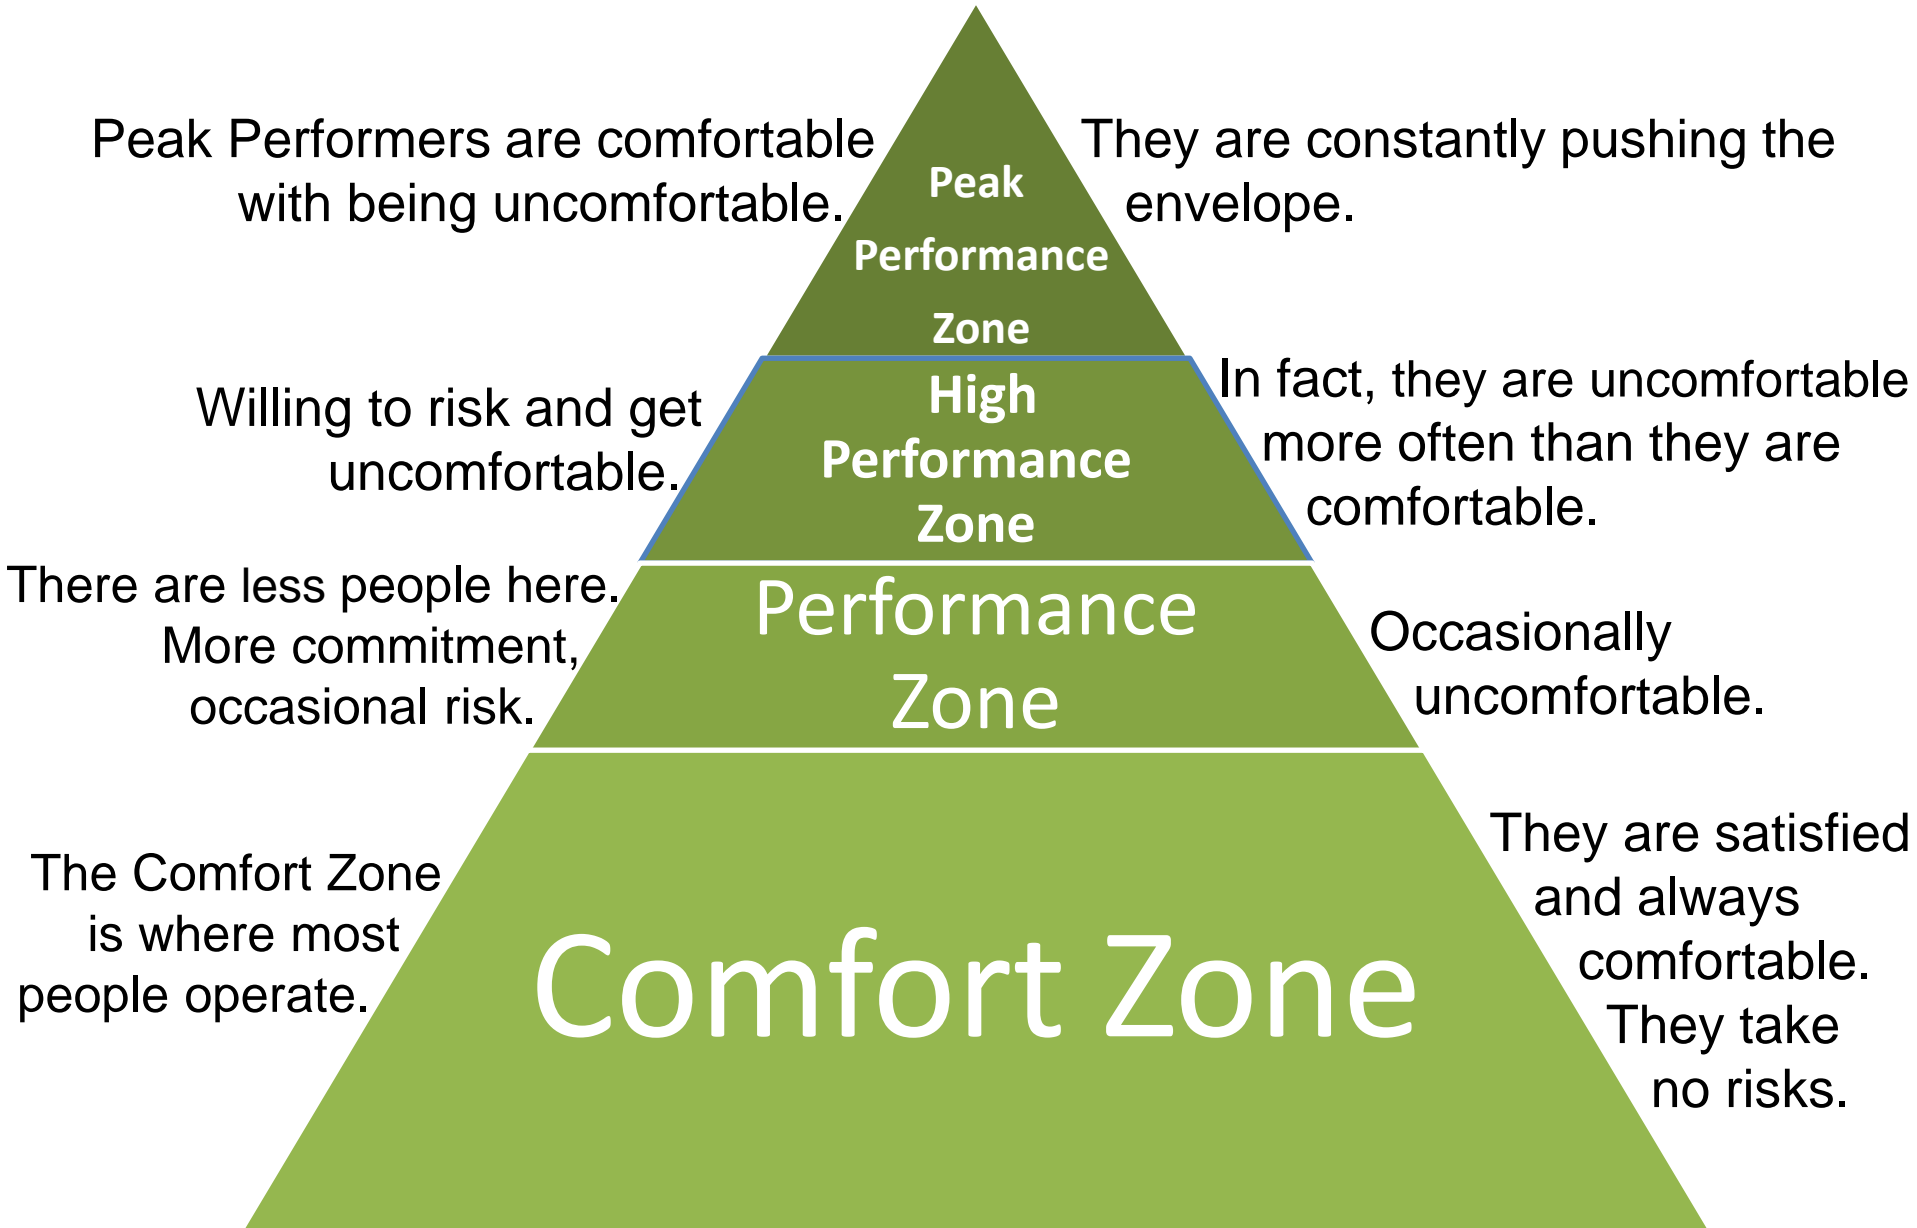 Peak Performers are comfortable
with being uncomfortable.
Peak
Performance
Zone
They are constantly pushing the
envelope.
Willing to risk and get
uncomfortable.
High
Performance
Zone
In fact, they are uncomfortable
more often than they are
comfortable.
There are less people here.
More commitment,
occasional risk.
Performance
Zone
Occasionally
uncomfortable.
The Comfort Zone
is where most
people operate.
Comfort Zone
They are satisfied
and always
comfortable.
They take
no risks.